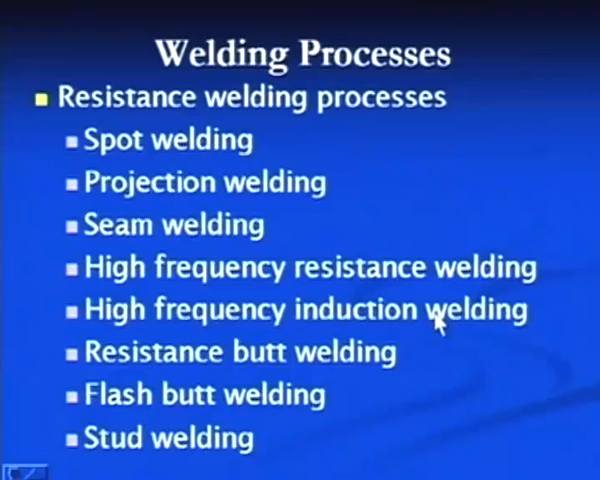 Welding Processes
Resistance welding processes
Spot welding
Projection welding
Seam welding
High frequency resistance welding
High frequency induction welding
Resistance butt welding
Flash butt welding
Stud welding